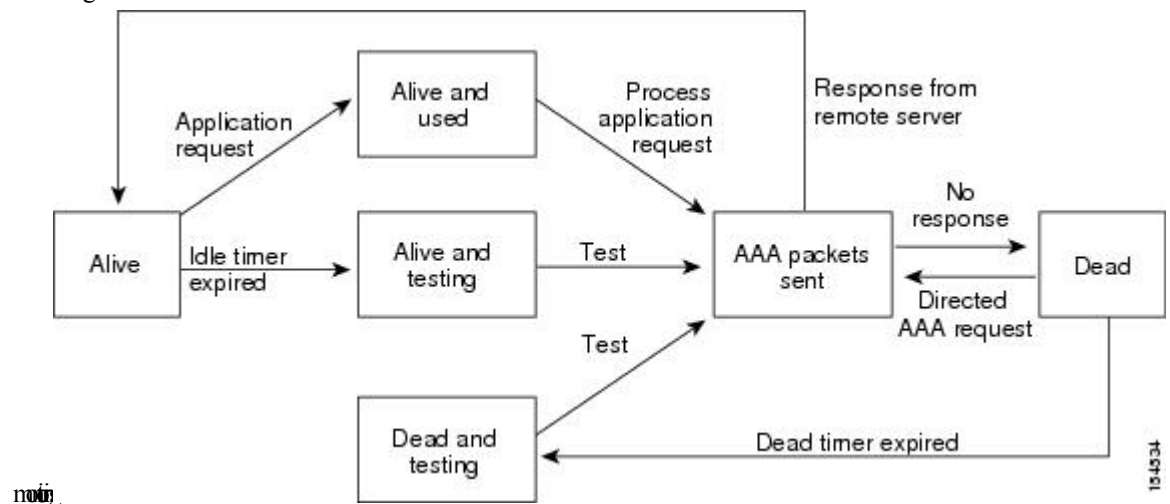 Alive and
used
Process
application
request
Response from
remote server
Application
request
No
response
Alive
Idle timer
expired
Alive and
testing
Test
AAA packets
sent
Dead
Directed
AAA request
Test
Dead and
testing
Dead timer expired
154534